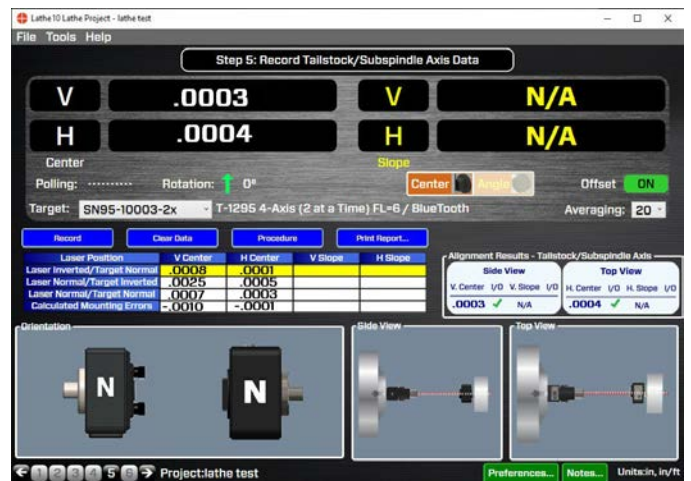 Lathe10 Lathe Project - lathe test
File Tools Help
Step 5: Record Tailstock/Subspindle Axis Data
V .0003 V N/A
H .0004 H N/A
Center Slope
Polling: ---------- Rotation: 0° Center Angle Offset ON
Target: SN95-10003-2x T-1295 4-Axis (2 at a Time) FL=6 / BlueTooth Averaging: 20
Record Clear Data Procedure Print Report...
Laser Position V Center H Center V Slope H Slope
Laser Inverted/Target Normal .0008 .0001
Laser Normal/Target Inverted .0025 .0005
Laser Normal/Target Normal .0007 .0003
Calculated Mounting Errors -.0010 -.0001
Alignment Results - Tailstock/Subspindle Axis
Side View Top View
V. Center I/O V. Slope I/O H. Center I/O H. Slope I/O
.0003 ✓ N/A .0004 ✓ N/A
Orientation Side View Top View
N N
1 2 3 4 5 6 Project:lathe test Preferences... Notes... Units:in, in/ft